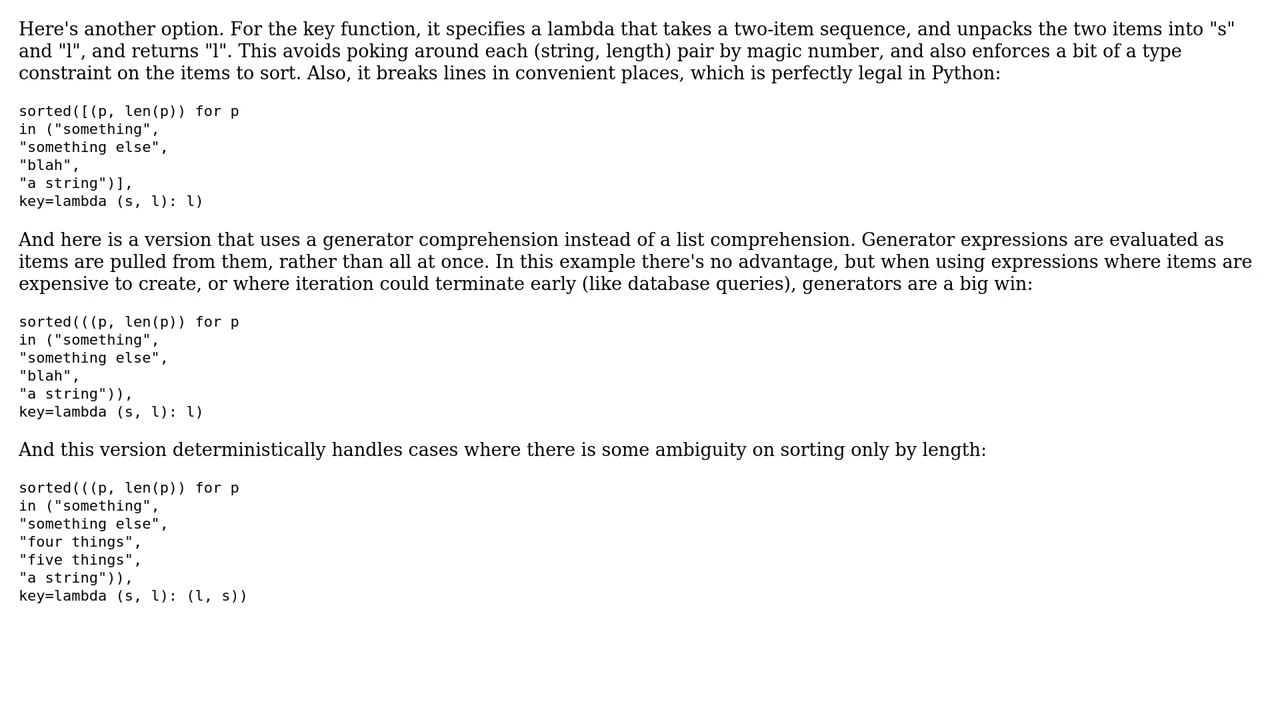 Here's another option. For the key function, it specifies a lambda that takes a two-item sequence, and unpacks the two items into "s"
and "l", and returns "l". This avoids poking around each (string, length) pair by magic number, and also enforces a bit of a type
constraint on the items to sort. Also, it breaks lines in convenient places, which is perfectly legal in Python:
sorted([(p, len(p)) for p
in ("something",
"something else",
"blah",
"a string")],
key=lambda (s, l): l)
And here is a version that uses a generator comprehension instead of a list comprehension. Generator expressions are evaluated as
items are pulled from them, rather than all at once. In this example there's no advantage, but when using expressions where items are
expensive to create, or where iteration could terminate early (like database queries), generators are a big win:
sorted(((p, len(p)) for p
in ("something",
"something else",
"blah",
"a string")),
key=lambda (s, l): l)
And this version deterministically handles cases where there is some ambiguity on sorting only by length:
sorted(((p, len(p)) for p
in ("something",
"something else",
"four things",
"five things",
"a string")),
key=lambda (s, l): (l, s))